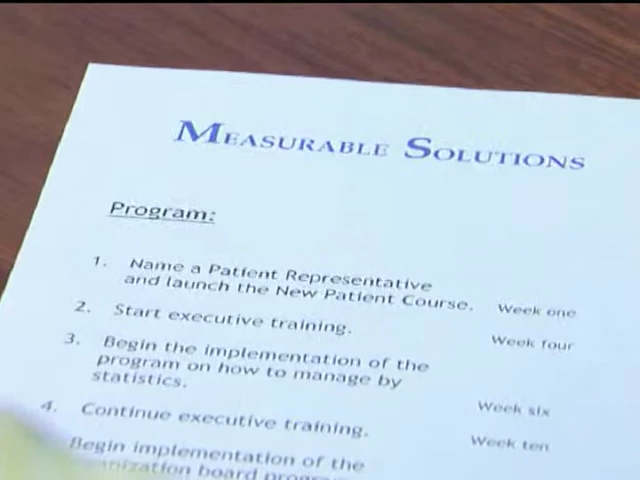 MEASURABLE SOLUTIONS
Program:
1. Name a Patient Representative
and launch the New Patient Course. Week one
2. Start executive training. Week four
3. Begin the implementation of the
program on how to manage by
statistics. Week six
4. Continue executive training. Week ten
Begin implementation of the
board